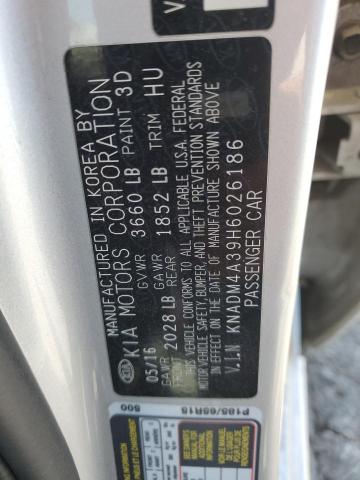 MANUFACTURED IN KOREA BY
KIA MOTORS CORPORATION
05/16 GVWR 3660 LB PAINT 3D
GAWR FRONT 2028 LB GAWR REAR 1852 LB TRIM HU
THIS VEHICLE CONFORMS TO ALL APPLICABLE U.S.A. FEDERAL
MOTOR VEHICLE SAFETY, BUMPER, AND THEFT PREVENTION STANDARDS
IN EFFECT ON THE DATE OF MANUFACTURE SHOWN ABOVE
V.I.N KNADM4A39H6026186
PASSENGER CAR
P185/65R15
500